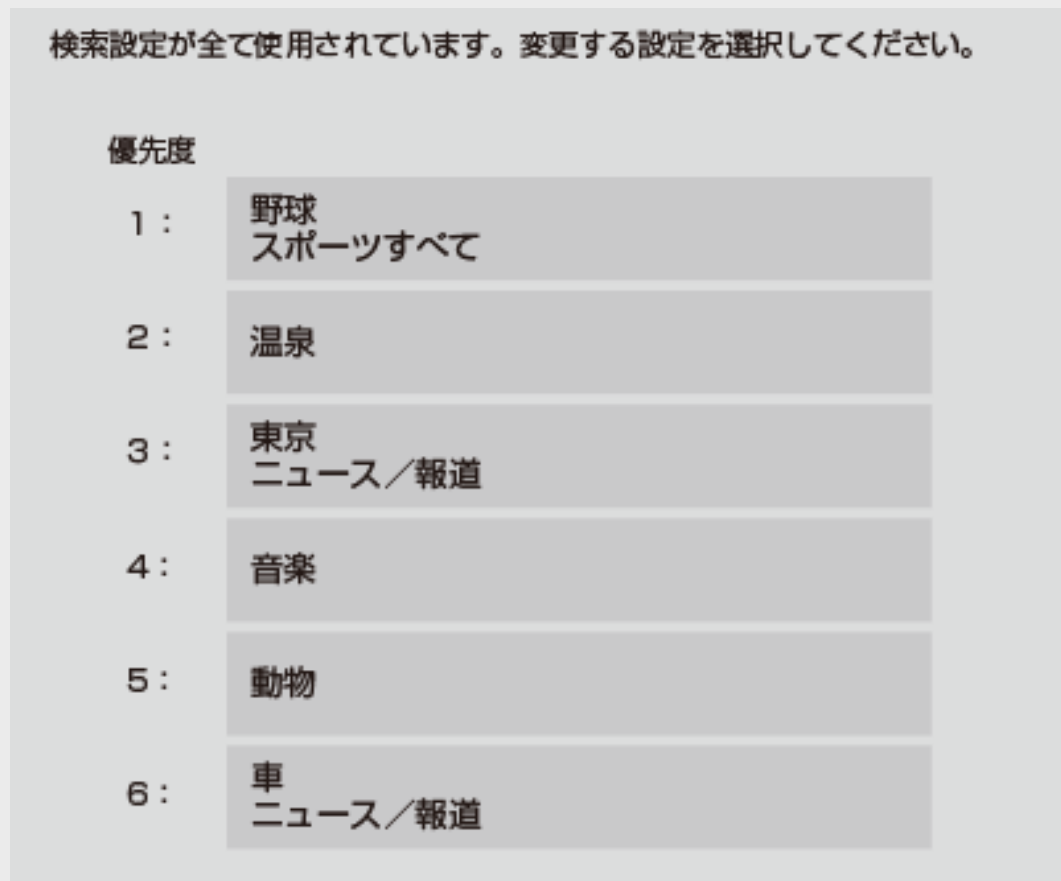 検索設定が全て使用されています。変更する設定を選択してください。
優先度
1： 野球
スポーツすべて
2： 温泉
3： 東京
ニュース／報道
4： 音楽
5： 動物
6： 車
ニュース／報道